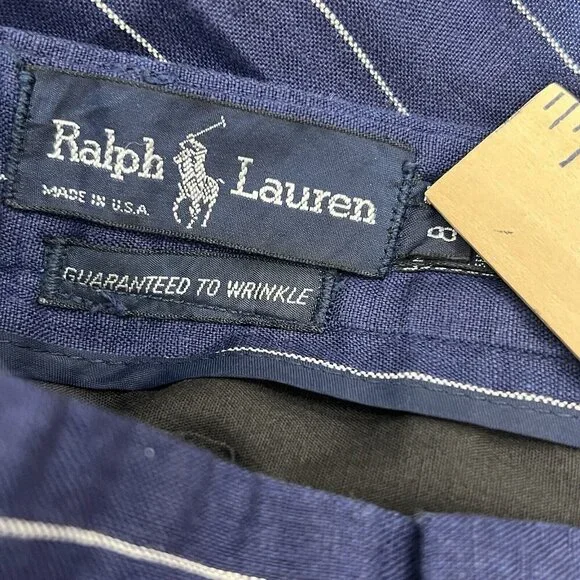 Ralph Lauren
MADE IN U.S.A.
8
GUARANTEED TO WRINKLE